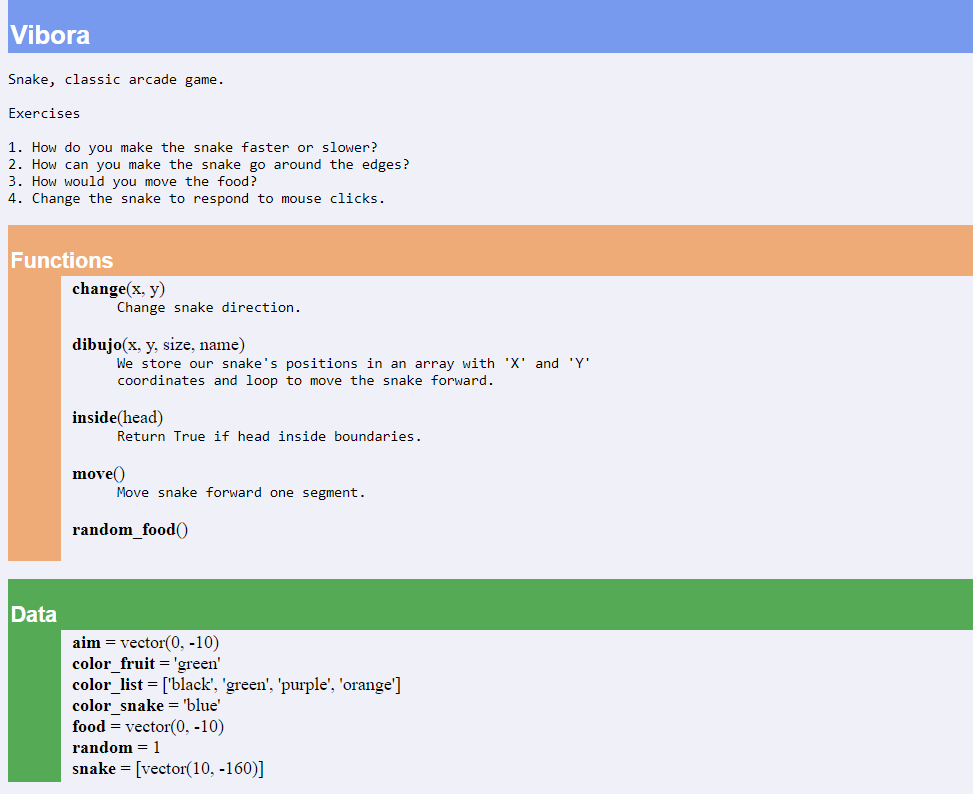 Vibora
Snake, classic arcade game.
Exercises
1. How do you make the snake faster or slower?
2. How can you make the snake go around the edges?
3. How would you move the food?
4. Change the snake to respond to mouse clicks.
Functions
change(x, y)
Change snake direction.
dibujo(x, y, size, name)
We store our snake's positions in an array with 'X' and 'Y'
coordinates and loop to move the snake forward.
inside(head)
Return True if head inside boundaries.
move()
Move snake forward one segment.
random_food()
Data
aim = vector(0, -10)
color_fruit = 'green'
color_list = ['black', 'green', 'purple', 'orange']
color_snake = 'blue'
food = vector(0, -10)
random = 1
snake = [vector(10, -160)]